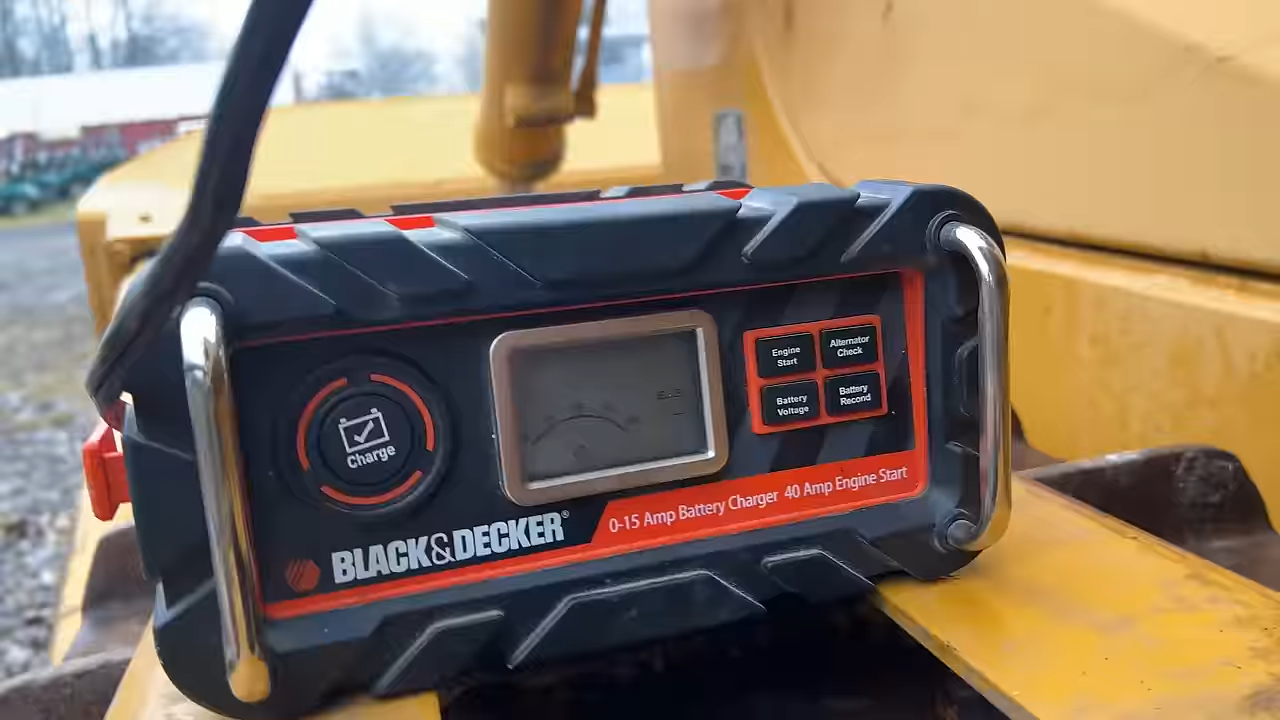 Engine
Start
Alternator
Check
Battery
Voltage
Battery
Recond
Charge
BLACK&DECKER®
0-15 Amp Battery Charger 40 Amp Engine Start